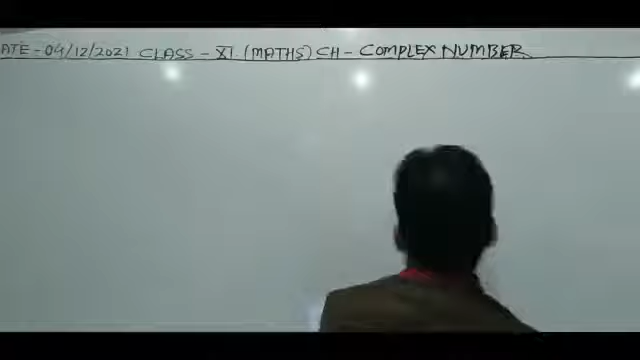 ATE - 04/12/2021 CLASS - XI (MATHS) CH - COMPLEX NUMBER